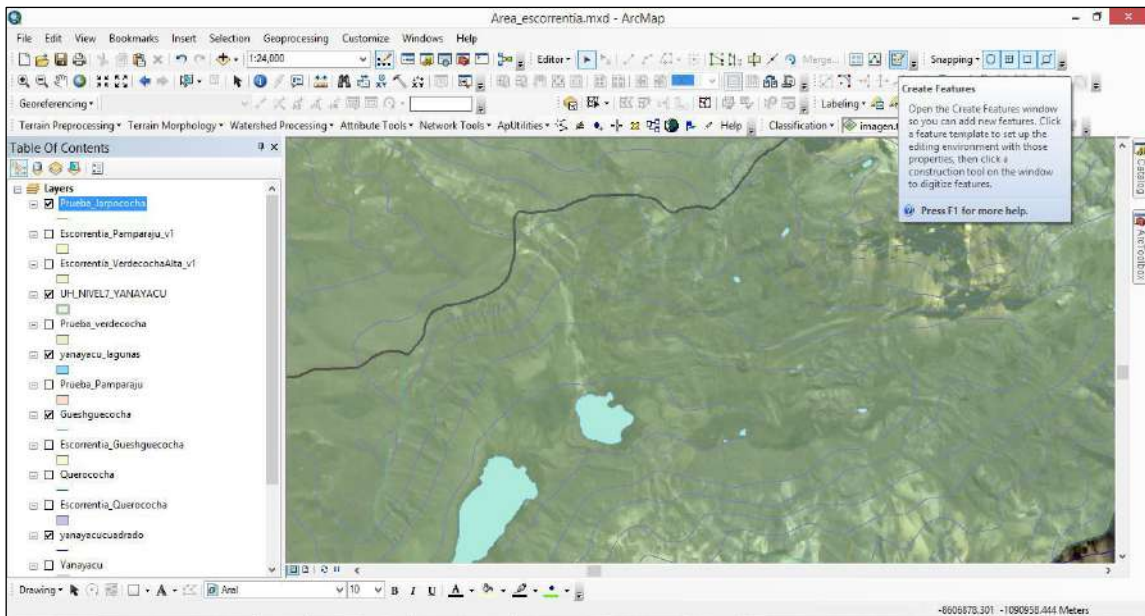 Area_escorrentia.mxd - ArcMap
File Edit View Bookmarks Insert Selection Geoprocessing Customize Windows Help
1:24,000 Editor Merge... Snapping
Georeferencing Labeling
Terrain Preprocessing Terrain Morphology Watershed Processing Attribute Tools Network Tools ApUtilities Help Classification
Create Features
Open the Create Features window
so you can add new features. Click
a feature template to set up the
editing environment with those
properties, then click a
construction tool on the window
to digitize features.
Press F1 for more help.
Table Of Contents
Layers
Prueba_Jarpococha
Escorrentia_Pamparaju_v1
Escorrentia_VerdecochaAlta_v1
UH_NIVEL7_YANAYACU
Prueba_verdecocha
yanayacu_lagunas
Prueba_Pamparaju
Gueshguecocha
Escorrentia_Gueshguecocha
Querococha
Escorrentia_Querococha
yanayacucuadrado
Yanayacu
Catalog
ArcToolbox
Drawing A Arial 10 B I U A
-8606878.301 -1090958.444 Meters